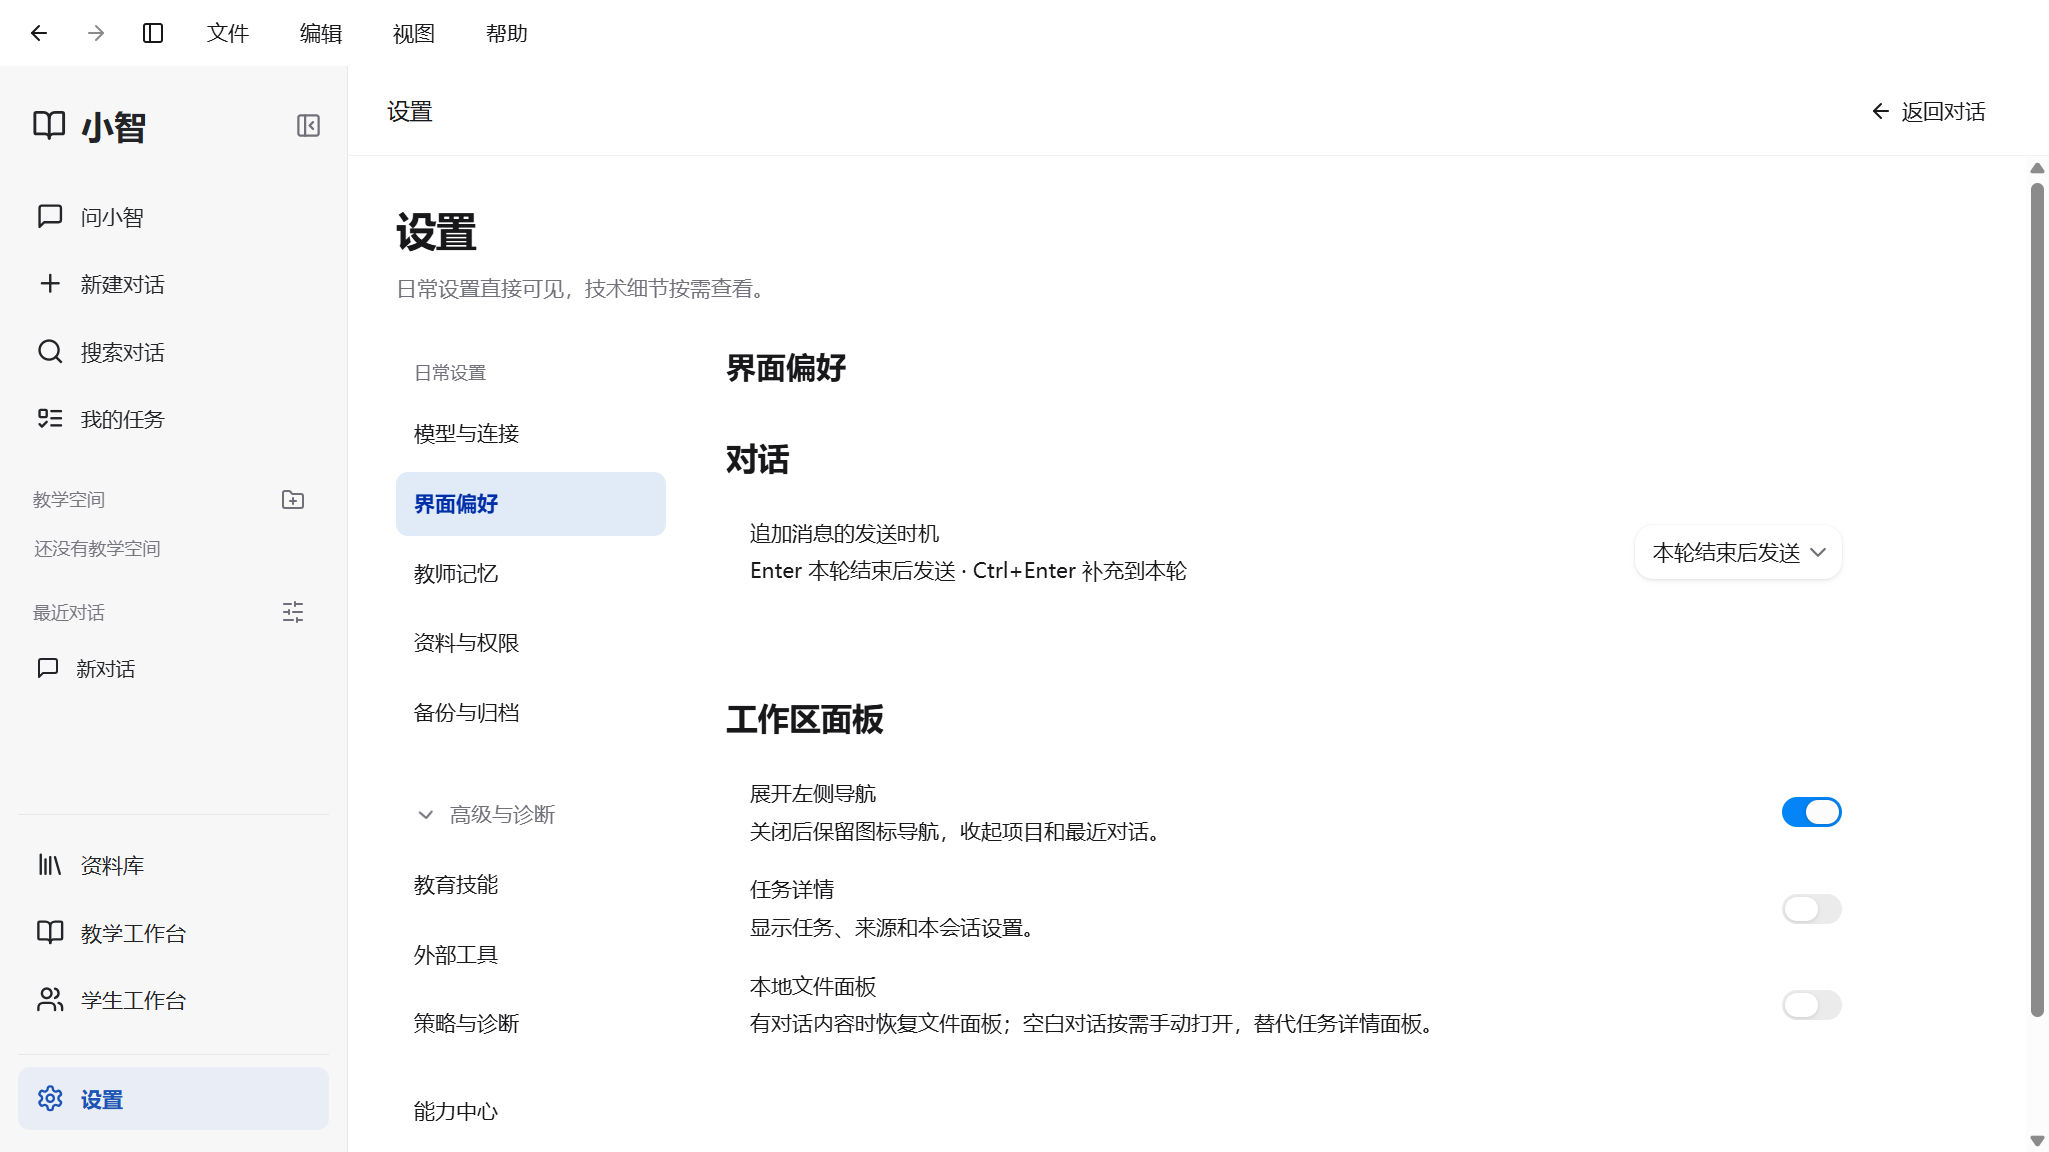 文件 编辑 视图 帮助
小智
问小智
新建对话
搜索对话
我的任务
教学空间
还没有教学空间
最近对话
新对话
资料库
教学工作台
学生工作台
设置
设置
返回对话
设置
日常设置直接可见，技术细节按需查看。
日常设置
模型与连接
界面偏好
教师记忆
资料与权限
备份与归档
高级与诊断
教育技能
外部工具
策略与诊断
能力中心
界面偏好
对话
追加消息的发送时机
Enter 本轮结束后发送 · Ctrl+Enter 补充到本轮
本轮结束后发送
工作区面板
展开左侧导航
关闭后保留图标导航，收起项目和最近对话。
任务详情
显示任务、来源和本会话设置。
本地文件面板
有对话内容时恢复文件面板；空白对话按需手动打开，替代任务详情面板。